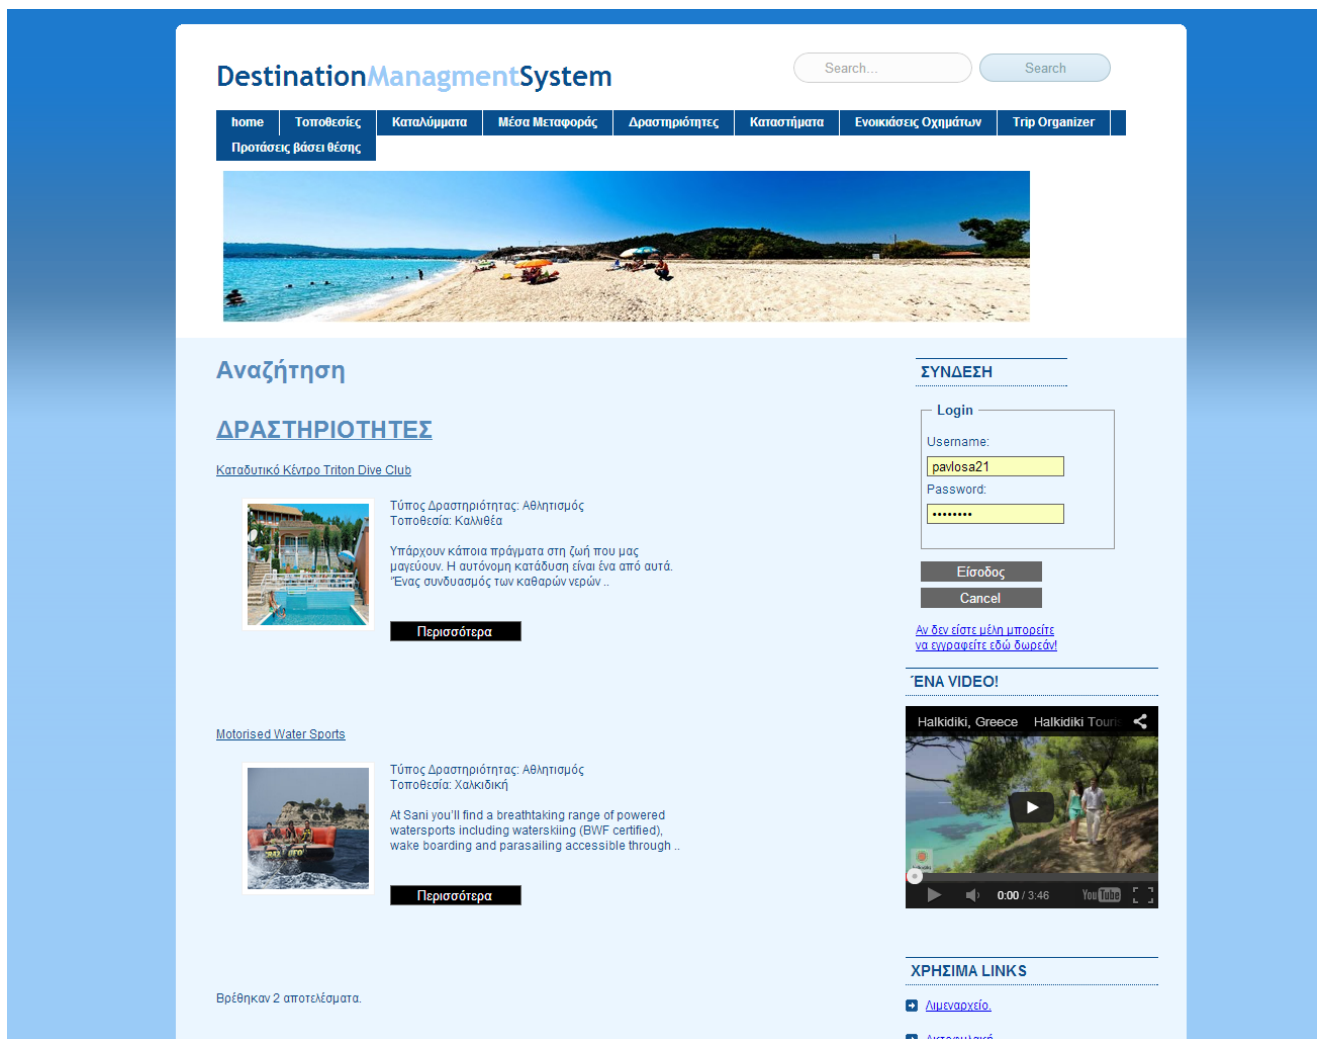 DestinationManagmentSystem
Search...
Search
home
Τοποθεσίες
Καταλύμματα
Μέσα Μεταφοράς
Δραστηριότητες
Καταστήματα
Ενοικιάσεις Οχημάτων
Trip Organizer
Προτάσεις βάσει θέσης
Αναζήτηση
ΔΡΑΣΤΗΡΙΟΤΗΤΕΣ
Καταδυτικό Κέντρο Triton Dive Club
Τύπος Δραστηριότητας: Αθλητισμός
Τοποθεσία: Καλλιθέα
Υπάρχουν κάποια πράγματα στη ζωή που μας
μαγεύουν. Η αυτόνομη κατάδυση είναι ένα από αυτά.
Ένας συνδυασμός των καθαρών νερών ..
Περισσότερα
Motorised Water Sports
Τύπος Δραστηριότητας: Αθλητισμός
Τοποθεσία: Χαλκιδική
At Sani you'll find a breathtaking range of powered
watersports including waterskiing (BWF certified),
wake boarding and parasailing accessible through ..
Περισσότερα
Βρέθηκαν 2 αποτελέσματα.
ΣΥΝΔΕΣΗ
Login
Username:
pavlosa21
Password:
••••••••
Είσοδος
Cancel
Αν δεν είστε μέλη μπορείτε
να εγγραφείτε εδώ δωρεάν!
ΈΝΑ VIDEO!
Halkidiki, Greece Halkidiki Touri
0:00 / 3:46
YouTube
ΧΡΗΣΙΜΑ LINKS
Λιμεναρχείο.